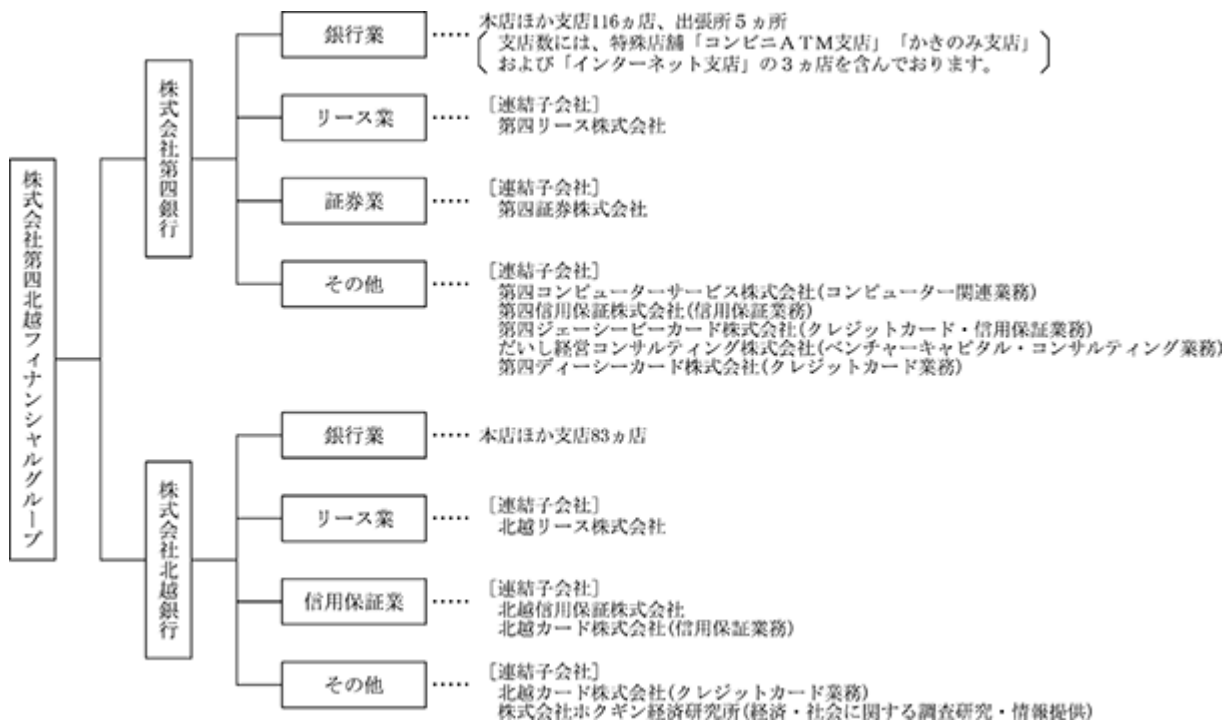 株式会社第四北越フィナンシャルグループ
株式会社第四銀行
銀行業 ‥‥‥ 本店ほか支店116ヵ店、出張所5ヵ所
支店数には、特殊店舗「コンビニATM支店」「かきのみ支店」
および「インターネット支店」の3ヵ店を含んでおります。
リース業 ‥‥‥ [連結子会社]
第四リース株式会社
証券業 ‥‥‥ [連結子会社]
第四証券株式会社
その他 ‥‥‥ [連結子会社]
第四コンピューターサービス株式会社(コンピューター関連業務)
第四信用保証株式会社(信用保証業務)
第四ジェーシービーカード株式会社(クレジットカード・信用保証業務)
だいし経営コンサルティング株式会社(ベンチャーキャピタル・コンサルティング業務)
第四ディーシーカード株式会社(クレジットカード業務)
株式会社北越銀行
銀行業 ‥‥‥ 本店ほか支店83ヵ店
リース業 ‥‥‥ [連結子会社]
北越リース株式会社
信用保証業 ‥‥‥ [連結子会社]
北越信用保証株式会社
北越カード株式会社(信用保証業務)
その他 ‥‥‥ [連結子会社]
北越カード株式会社(クレジットカード業務)
株式会社ホクギン経済研究所(経済・社会に関する調査研究・情報提供)